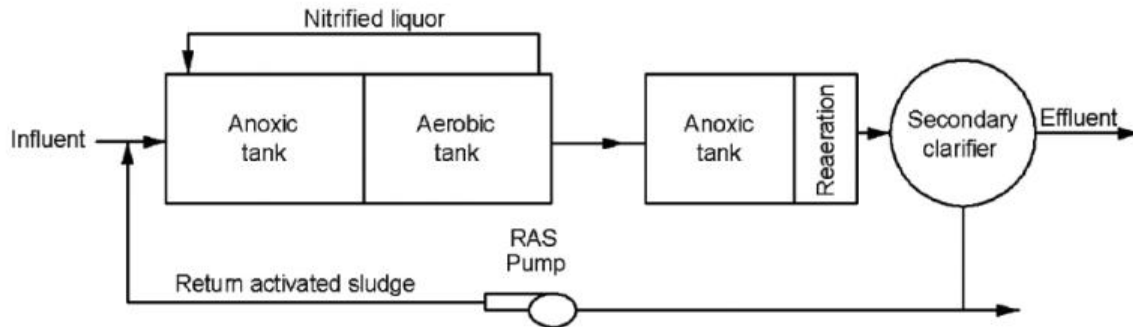 Nitrified liquor
Influent
Anoxic
tank
Aerobic
tank
Anoxic
tank
Reaeration
Secondary
clarifier
Effluent
RAS
Pump
Return activated sludge